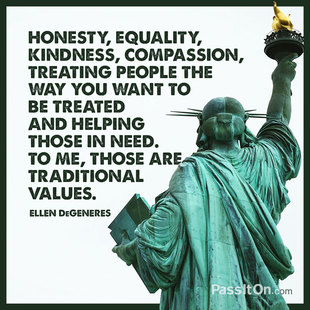 HONESTY, EQUALITY,
KINDNESS, COMPASSION,
TREATING PEOPLE THE
WAY YOU WANT TO
BE TREATED
AND HELPING
THOSE IN NEED.
TO ME, THOSE ARE
TRADITIONAL
VALUES.
ELLEN DeGENERES
PassItOn.com